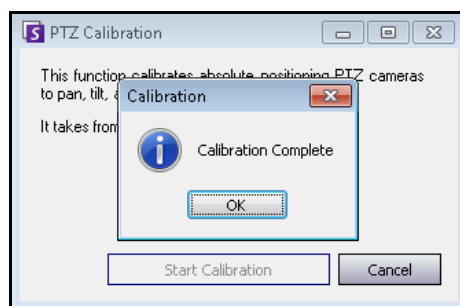 PTZ Calibration
This function calibrates absolute positioning PTZ cameras
to pan, tilt,
It takes from
Calibration
Calibration Complete
OK
Start Calibration
Cancel